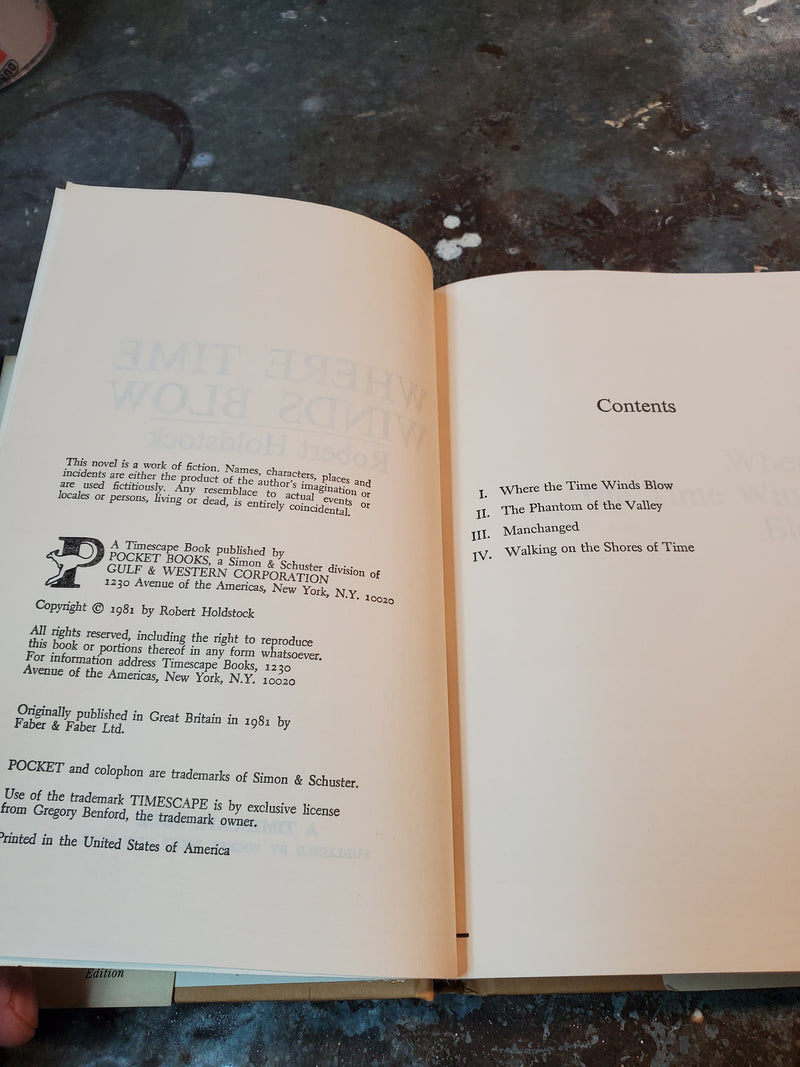 WHERE TIME
WINDS BLOW
Robert Holdstock
This novel is a work of fiction. Names, characters, places and
incidents are either the product of the author's imagination or
are used fictitiously. Any resemblace to actual events or
locales or persons, living or dead, is entirely coincidental.
P
A Timescape Book published by
POCKET BOOKS, a Simon & Schuster division of
GULF & WESTERN CORPORATION
1230 Avenue of the Americas, New York, N.Y. 10020
Copyright © 1981 by Robert Holdstock
All rights reserved, including the right to reproduce
this book or portions thereof in any form whatsoever.
For information address Timescape Books, 1230
Avenue of the Americas, New York, N.Y. 10020
Originally published in Great Britain in 1981 by
Faber & Faber Ltd.
POCKET and colophon are trademarks of Simon & Schuster.
Use of the trademark TIMESCAPE is by exclusive license
from Gregory Benford, the trademark owner.
Printed in the United States of America
Edition
Contents
I. Where the Time Winds Blow
II. The Phantom of the Valley
III. Manchanged
IV. Walking on the Shores of Time